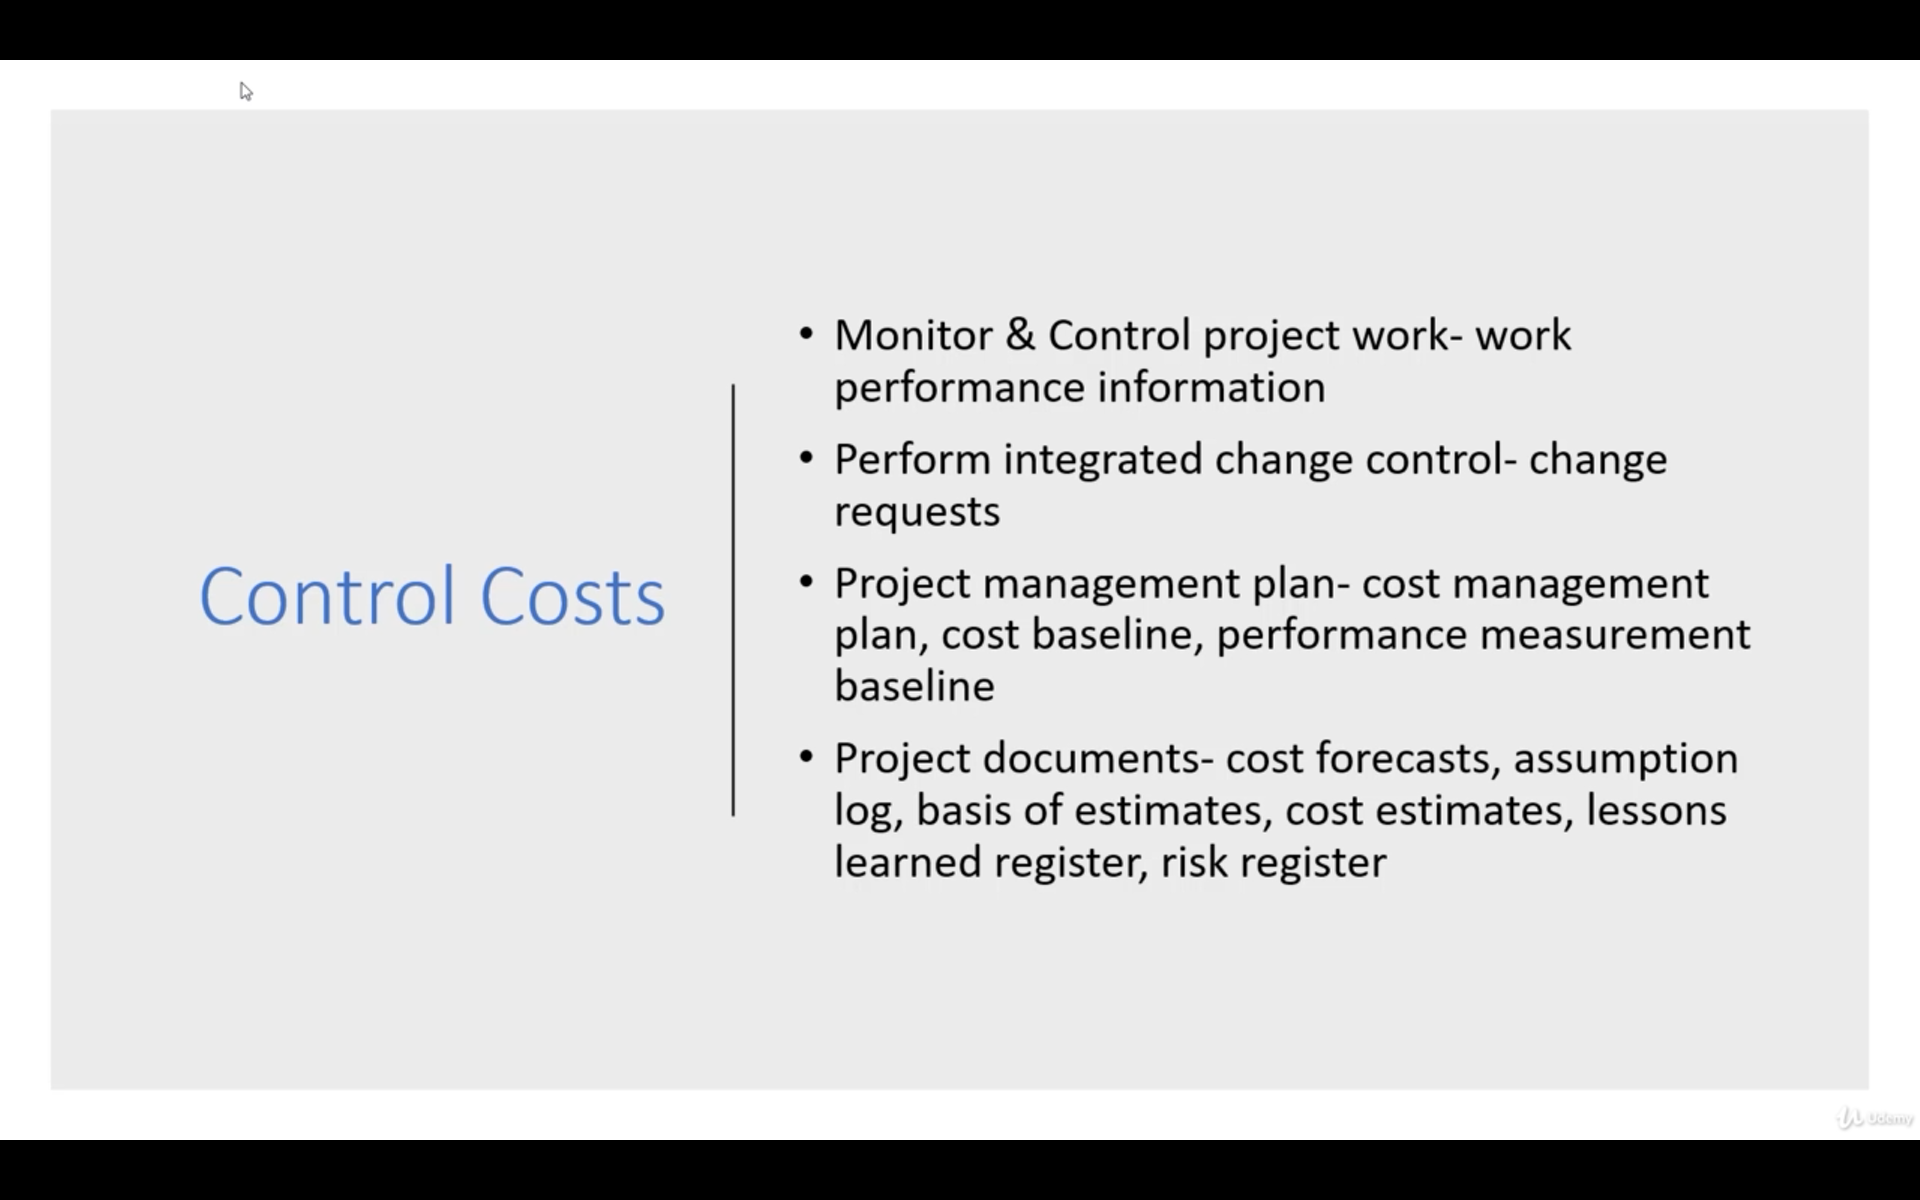 Control Costs
• Monitor & Control project work- work
performance information
• Perform integrated change control- change
requests
• Project management plan- cost management
plan, cost baseline, performance measurement
baseline
• Project documents- cost forecasts, assumption
log, basis of estimates, cost estimates, lessons
learned register, risk register
Udemy